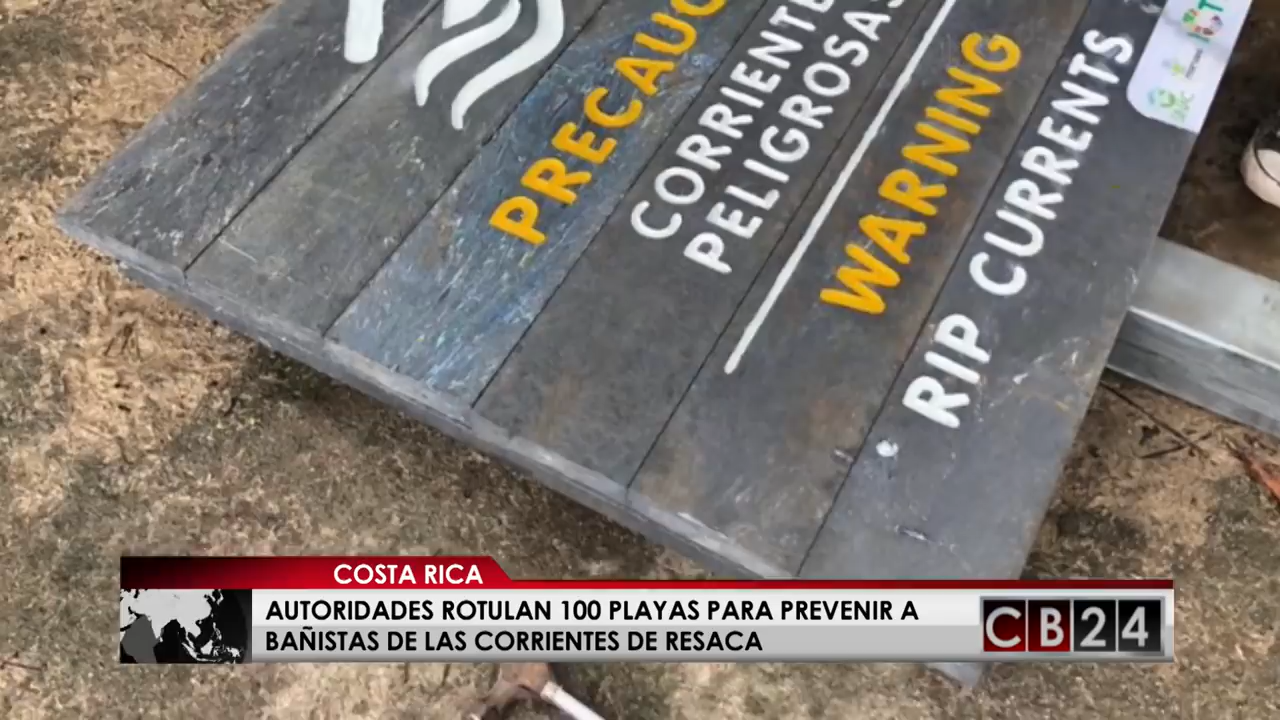 PRECAUC
CORRIENTE
PELIGROSAS
WARNING
RIP CURRENTS
COSTA RICA
AUTORIDADES ROTULAN 100 PLAYAS PARA PREVENIR A
BAÑISTAS DE LAS CORRIENTES DE RESACA
CB24